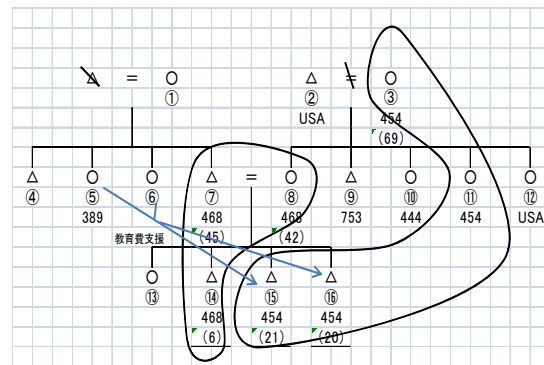 △ = ○ △ = ○
① ② ③
USA 454
(69)
△ ○ ○ △ = ○ △ ○ ○ ○
④ ⑤ ⑥ ⑦ ⑧ ⑨ ⑩ ⑪ ⑫
389 468 468 753 444 454 USA
教育費支援 (45) (42)
○ △ △ △
⑬ ⑭ ⑮ ⑯
468 454 454
(6) (21) (20)